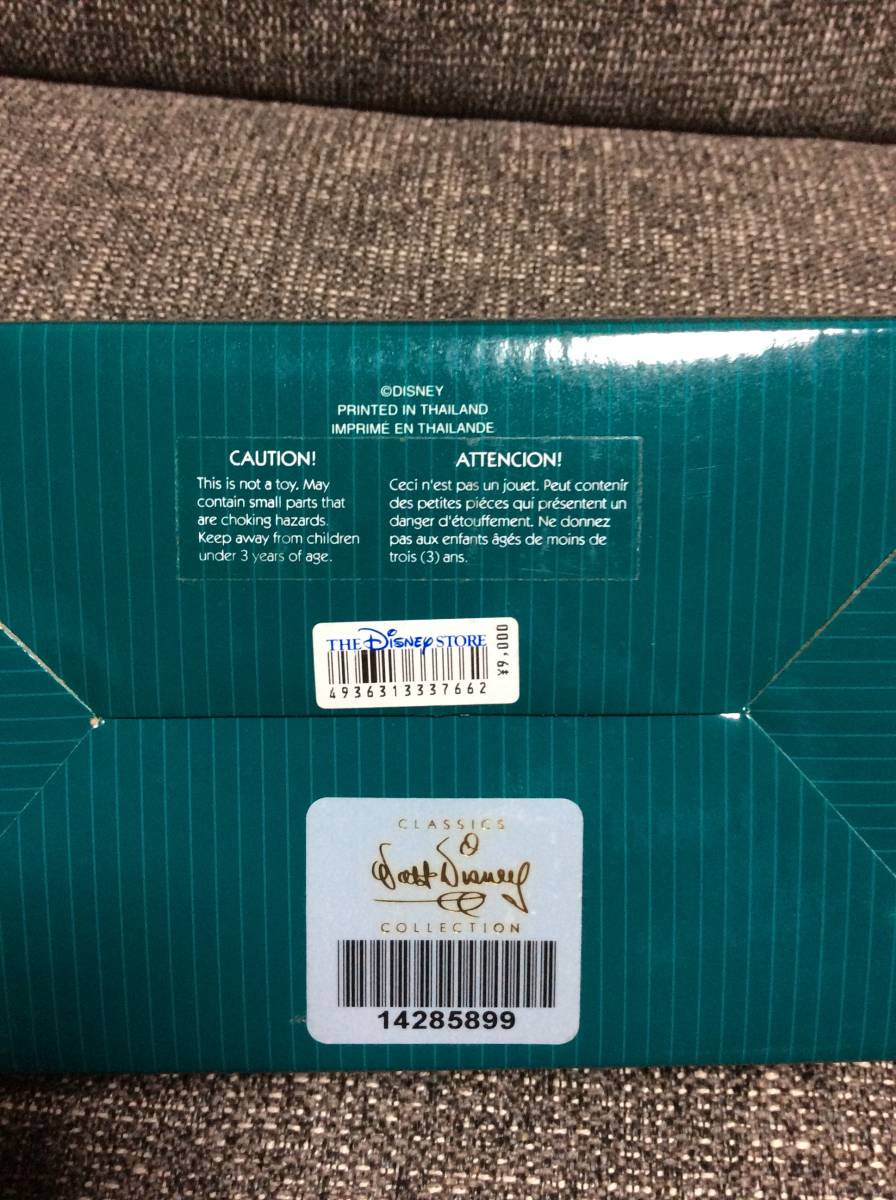 ©DISNEY
PRINTED IN THAILAND
IMPRIMÉ EN THAILANDE
CAUTION!
This is not a toy. May
contain small parts that
are choking hazards.
Keep away from children
under 3 years of age.
ATTENCION!
Ceci n'est pas un jouet. Peut contenir
des petites piéces qui présentent un
danger d'étouffement. Ne donnez
pas aux enfants âgés de moins de
trois (3) ans.
THE DISNEY STORE
¥9,000
4936313337662
CLASSICS
Walt Disney
COLLECTION
14285899